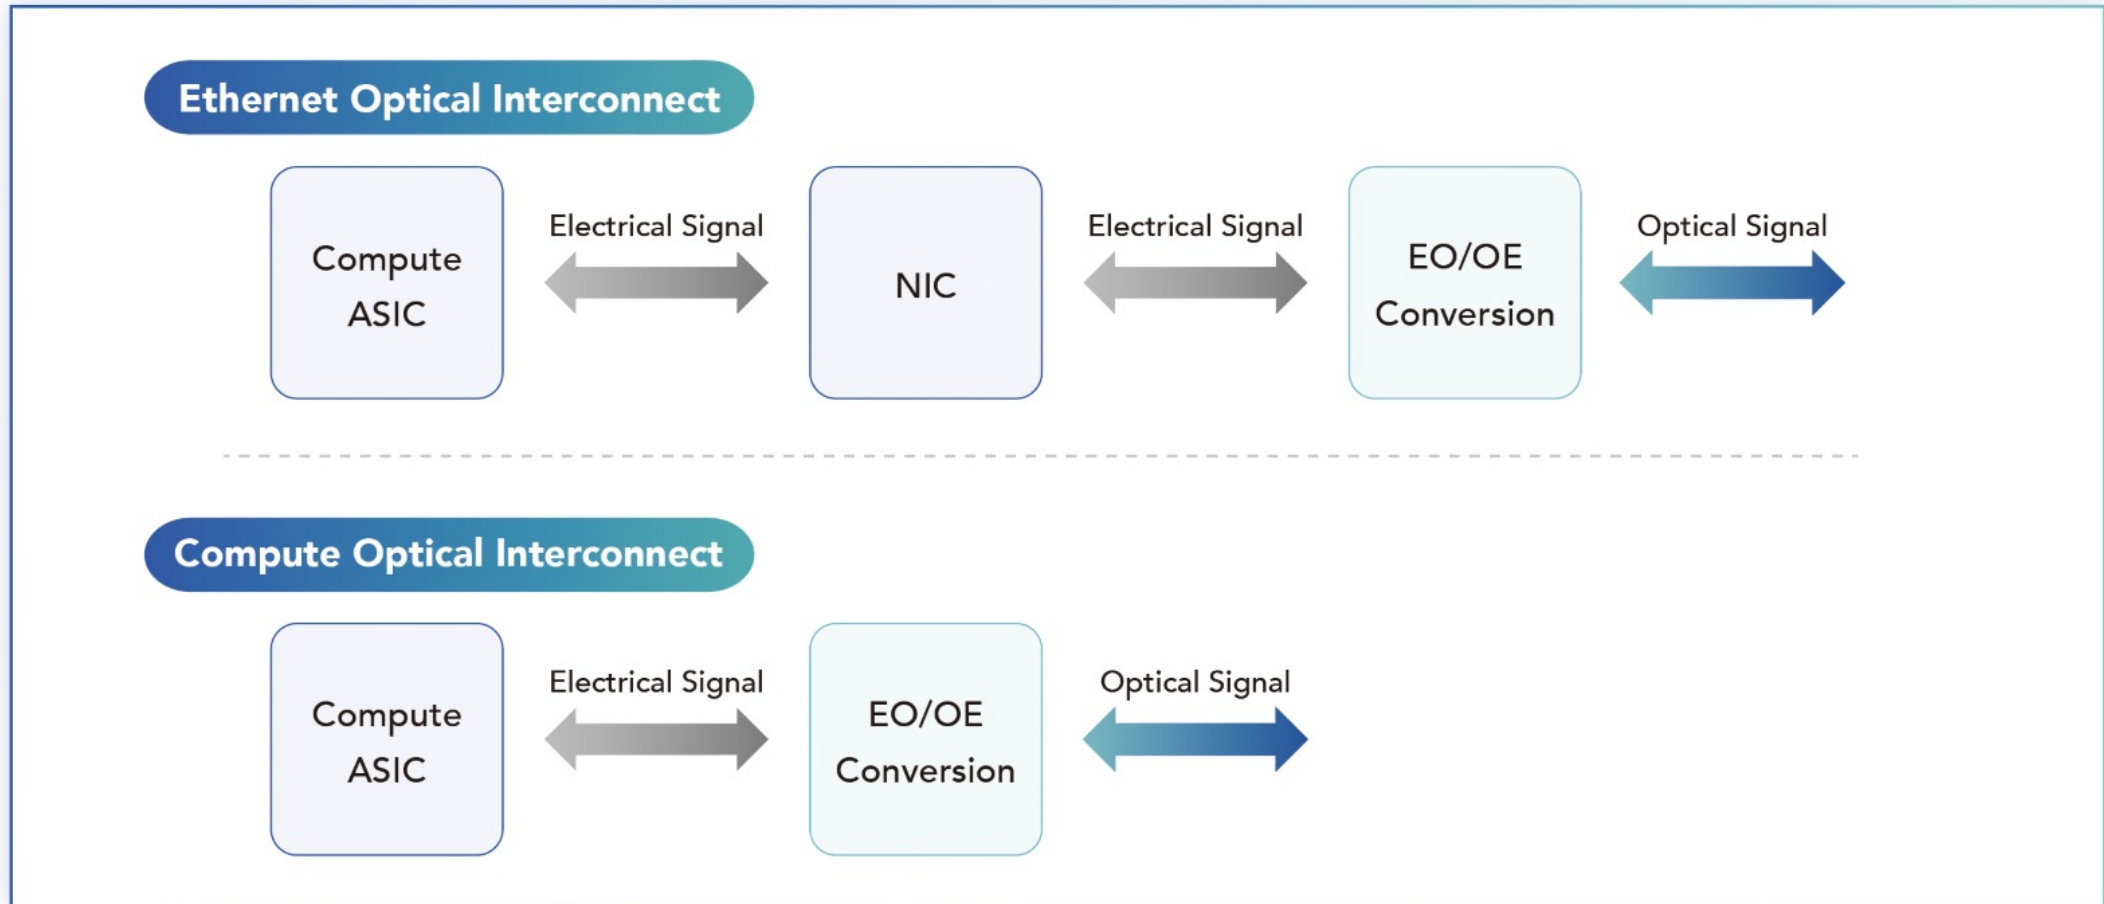 Ethernet Optical Interconnect
Electrical Signal
Electrical Signal
Optical Signal
Compute
ASIC
NIC
EO/OE
Conversion
Compute Optical Interconnect
Electrical Signal
Optical Signal
Compute
ASIC
EO/OE
Conversion